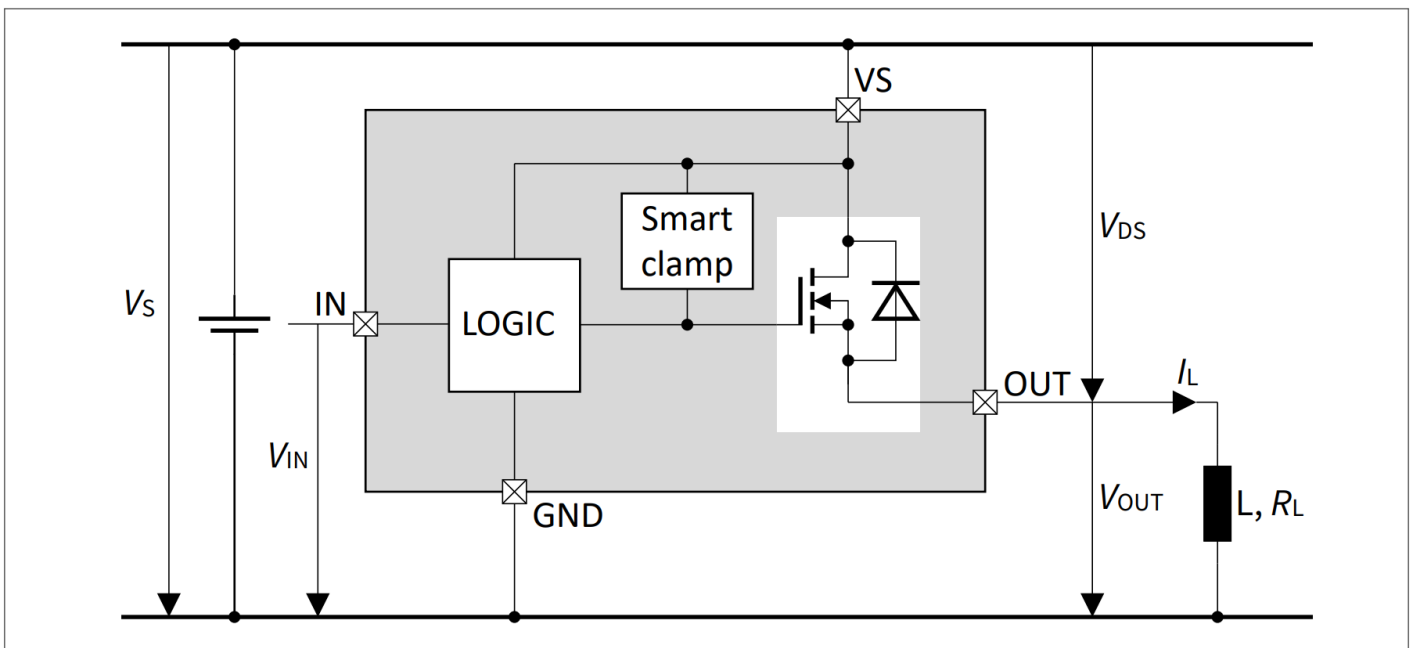 VS
Smart
clamp
VDS
VS
IN
LOGIC
OUT
IL
VIN
VOUT
L, RL
GND